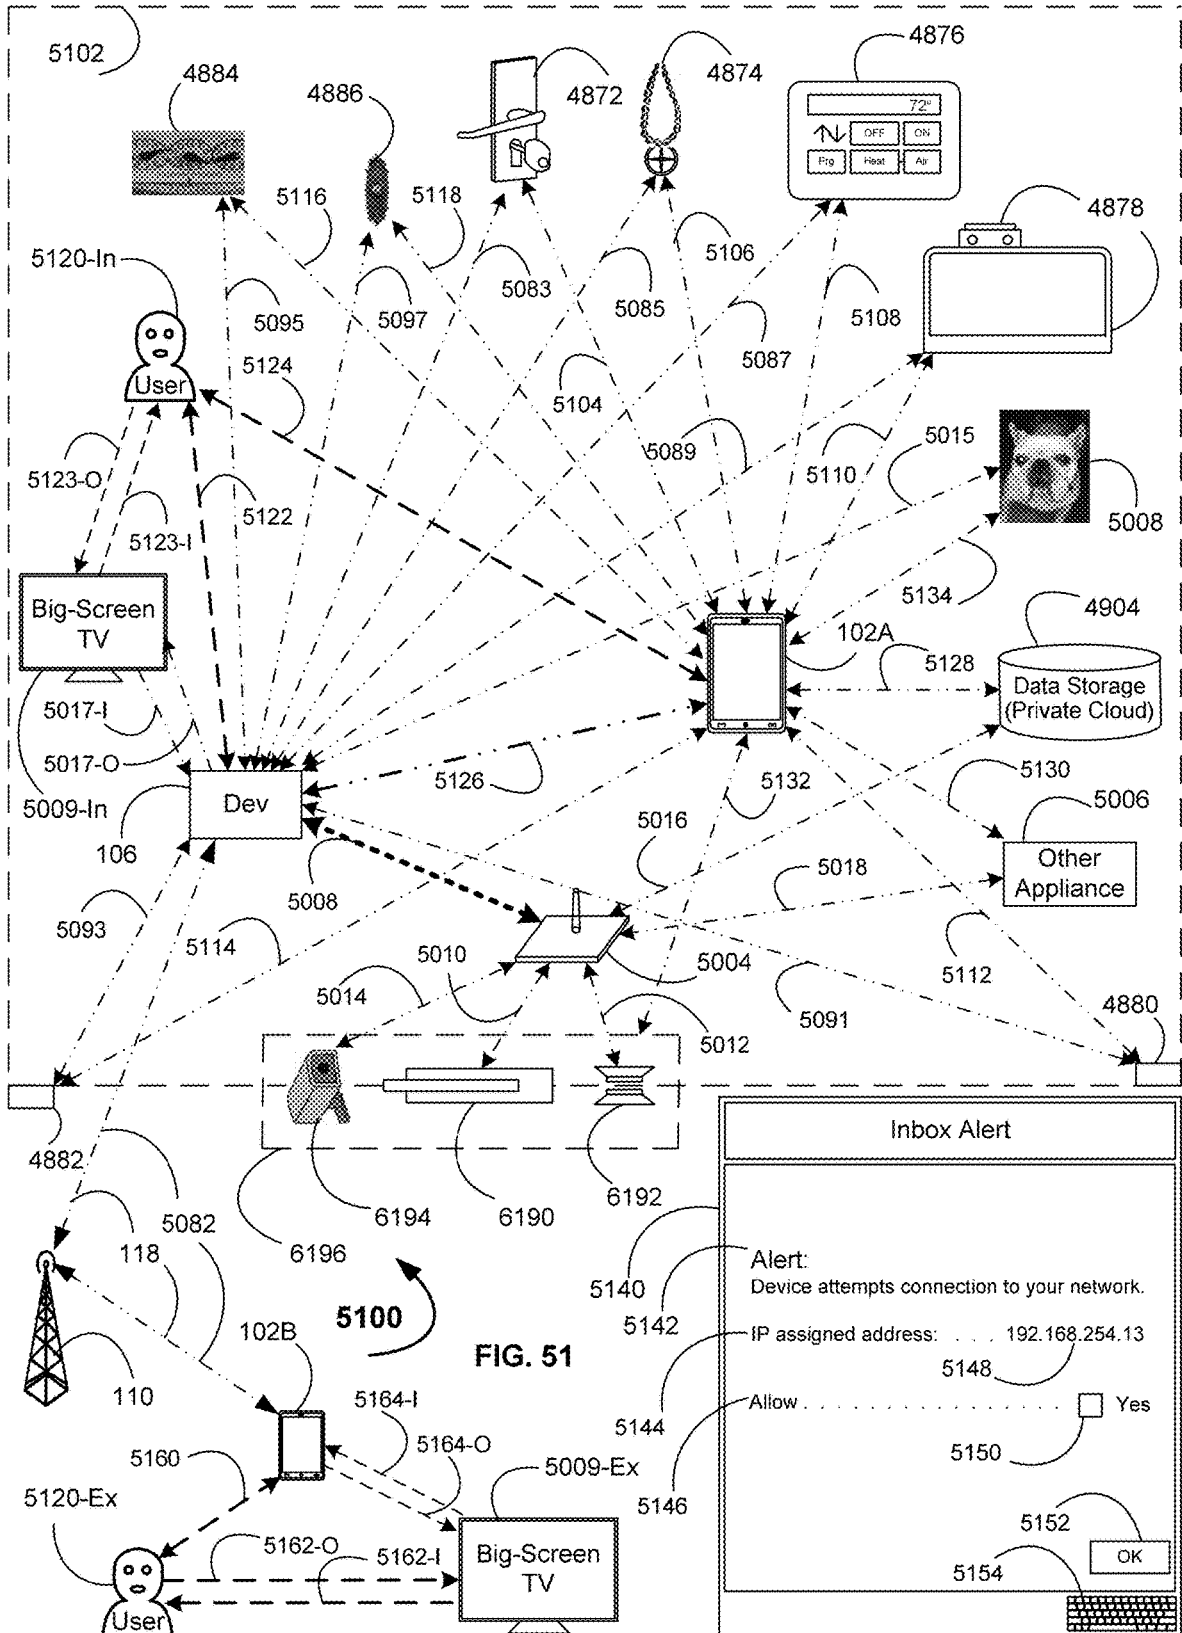 5102
4884
4886
4872
4874
4876
72°
OFF
ON
Prg
Heat
Air
4878
5116
5118
5106
5120-In
5095
5097
5083
5085
5087
5108
User
5124
5104
5089
5110
5015
5008
5123-O
5122
5123-I
5134
Big-Screen
TV
4904
102A
5128
Data Storage
(Private Cloud)
5017-I
5017-O
5126
5132
5130
5009-In
Dev
5016
5006
106
5008
5018
Other
Appliance
5093
5114
5010
5004
5112
5014
5091
4880
5012
4882
Inbox Alert
5082
6194
6190
6192
118
6196
5140
Alert:
Device attempts connection to your network.
5100
5142
102B
IP assigned address: . . . 192.168.254.13
FIG. 51
5148
110
5164-I
5144
Allow . . . . . . . . . . . . . . . . . . Yes
5160
5164-O
5009-Ex
5150
5120-Ex
5146
5152
5162-O
5162-I
Big-Screen
TV
OK
5154
User